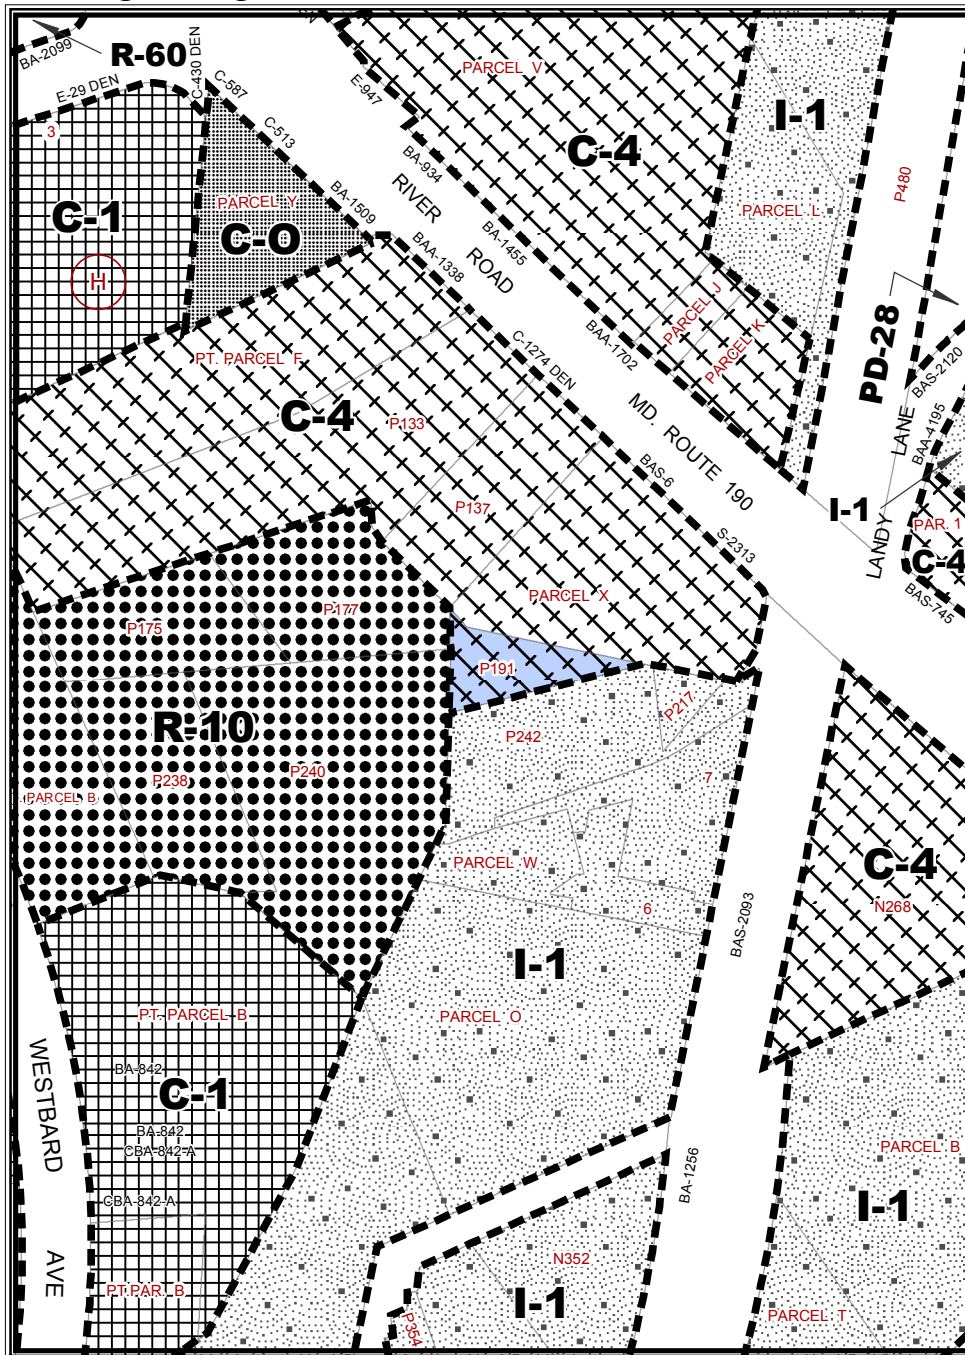 BA-2099
R-60
E-29 DEN
C-430 DEN
C-587
C-513
3
C-1
H
PARCEL Y
C-O
BA-1509
BAA-1338
E-947
BA-934
RIVER
ROAD
BA-1455
PARCEL V
C-4
I-1
PARCEL L
P480
PARCEL J
PARCEL K
BAA-1702
PD-28
BAS-2120
LANE
BAA-4195
PT. PARCEL F
C-4
P133
C-1274 DEN
MD. ROUTE 190
BAS-6
S-2313
P137
PARCEL X
I-1
LANDY
PAR. 1
C-4
BAS-745
P175
P177
P191
R-10
P238
P240
PARCEL B
P242
P217
7
PARCEL W
6
BAS-2093
C-4
N268
I-1
PARCEL O
PT. PARCEL B
WESTBARD
AVE
BA-842
C-1
BA-842
CBA-842-A
CBA-842-A
PT PAR. B
BA-1256
PARCEL B
I-1
N352
I-1
P354
PARCEL T